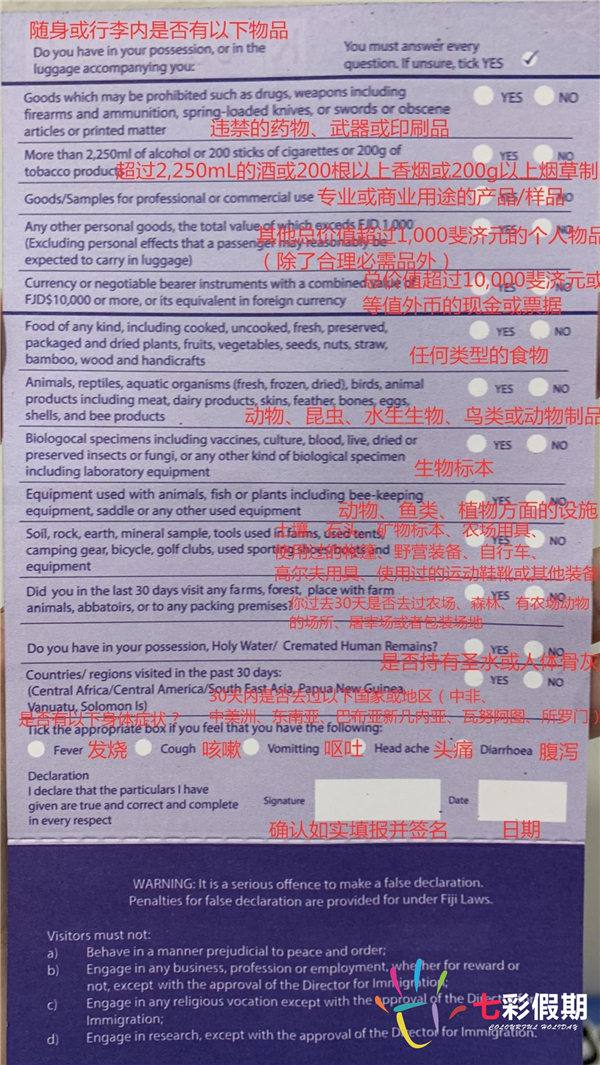 随身或行李内是否有以下物品
Do you have in your possession, or in the
luggage accompanying you:
You must answer every
question. If unsure, tick YES
Goods which may be prohibited such as drugs, weapons including
firearms and ammunition, spring-loaded knives, or swords or obscene
articles or printed matter
YES NO
违禁的药物、武器或印刷品
More than 2,250ml of alcohol or 200 sticks of cigarettes or 200g of
tobacco product
YES NO
超过2,250mL的酒或200根以上香烟或200g以上烟草制
Goods/Samples for professional or commercial use
专业或商业用途的产品/样品
Any other personal goods, the total value of which exceds FJD 1,000
(Excluding personal effects that a passenger may reasonably be
expected to carry in luggage)
YES NO
其他总价值超过1,000斐济元的个人物品
（除了合理必需品外）
Currency or negotiable bearer instruments with a combined value of
FJD$10,000 or more, or its equivalent in foreign currency
YES NO
总价值超过10,000斐济元或
等值外币的现金或票据
Food of any kind, including cooked, uncooked, fresh, preserved,
packaged and dried plants, fruits, vegetables, seeds, nuts, straw,
bamboo, wood and handicrafts
YES NO
任何类型的食物
Animals, reptiles, aquatic organisms (fresh, frozen, dried), birds, animal
products including meat, dairy products, skins, feather, bones, eggs,
shells, and bee products
YES NO
动物、昆虫、水生生物、鸟类或动物制品
Biologocal specimens including vaccines, culture, blood, live, dried or
preserved insects or fungi, or any other kind of biological specimen
including laboratory equipment
YES NO
生物标本
Equipment used with animals, fish or plants including bee-keeping
equipment, saddle or any other used equipment
YES NO
动物、鱼类、植物方面的设施
Soil, rock, earth, mineral sample, tools used in farms, used tents,
camping gear, bicycle, golf clubs, used sporting shoes/boots and
equipment
YES NO
土壤、石头、矿物标本、农场用具、
使用过的帐篷、野营装备、自行车、
高尔夫用具、使用过的运动鞋靴或其他装备
Did you in the last 30 days visit any farms, forest, place with farm
animals, abbatoirs, or to any packing premises?
YES NO
你过去30天是否去过农场、森林、有农场动物
的场所、屠宰场或者包装场地
Do you have in your possession, Holy Water/ Cremated Human Remains?
YES NO
是否持有圣水或人体骨灰
Countries/ regions visited in the past 30 days:
(Central Africa/Central America/South East Asia, Papua New Guinea,
Vanuatu, Solomon Is)
YES NO
30天内是否去过以下国家或地区（中非、
中美洲、东南亚、巴布亚新几内亚、瓦努阿图、所罗门）
是否有以下身体症状？
Tick the appropriate box if you feel that you have the following:
Fever 发烧 Cough 咳嗽 Vomitting 呕吐 Head ache 头痛 Diarrhoea 腹泻
Declaration
I declare that the particulars I have
given are true and correct and complete
in every respect
Signature
Date
确认如实填报并签名
日期
WARNING: It is a serious offence to make a false declaration.
Penalties for false declaration are provided for under Fiji Laws.
Visitors must not:
a) Behave in a manner prejudicial to peace and order;
b) Engage in any business, profession or employment, whether for reward or
not, except with the approval of the Director for Immigration;
c) Engage in any religious vocation except with the approval of the Director for
Immigration;
d) Engage in research, except with the approval of the Director for Immigration.
七彩假期
COLOURFUL HOLIDAY